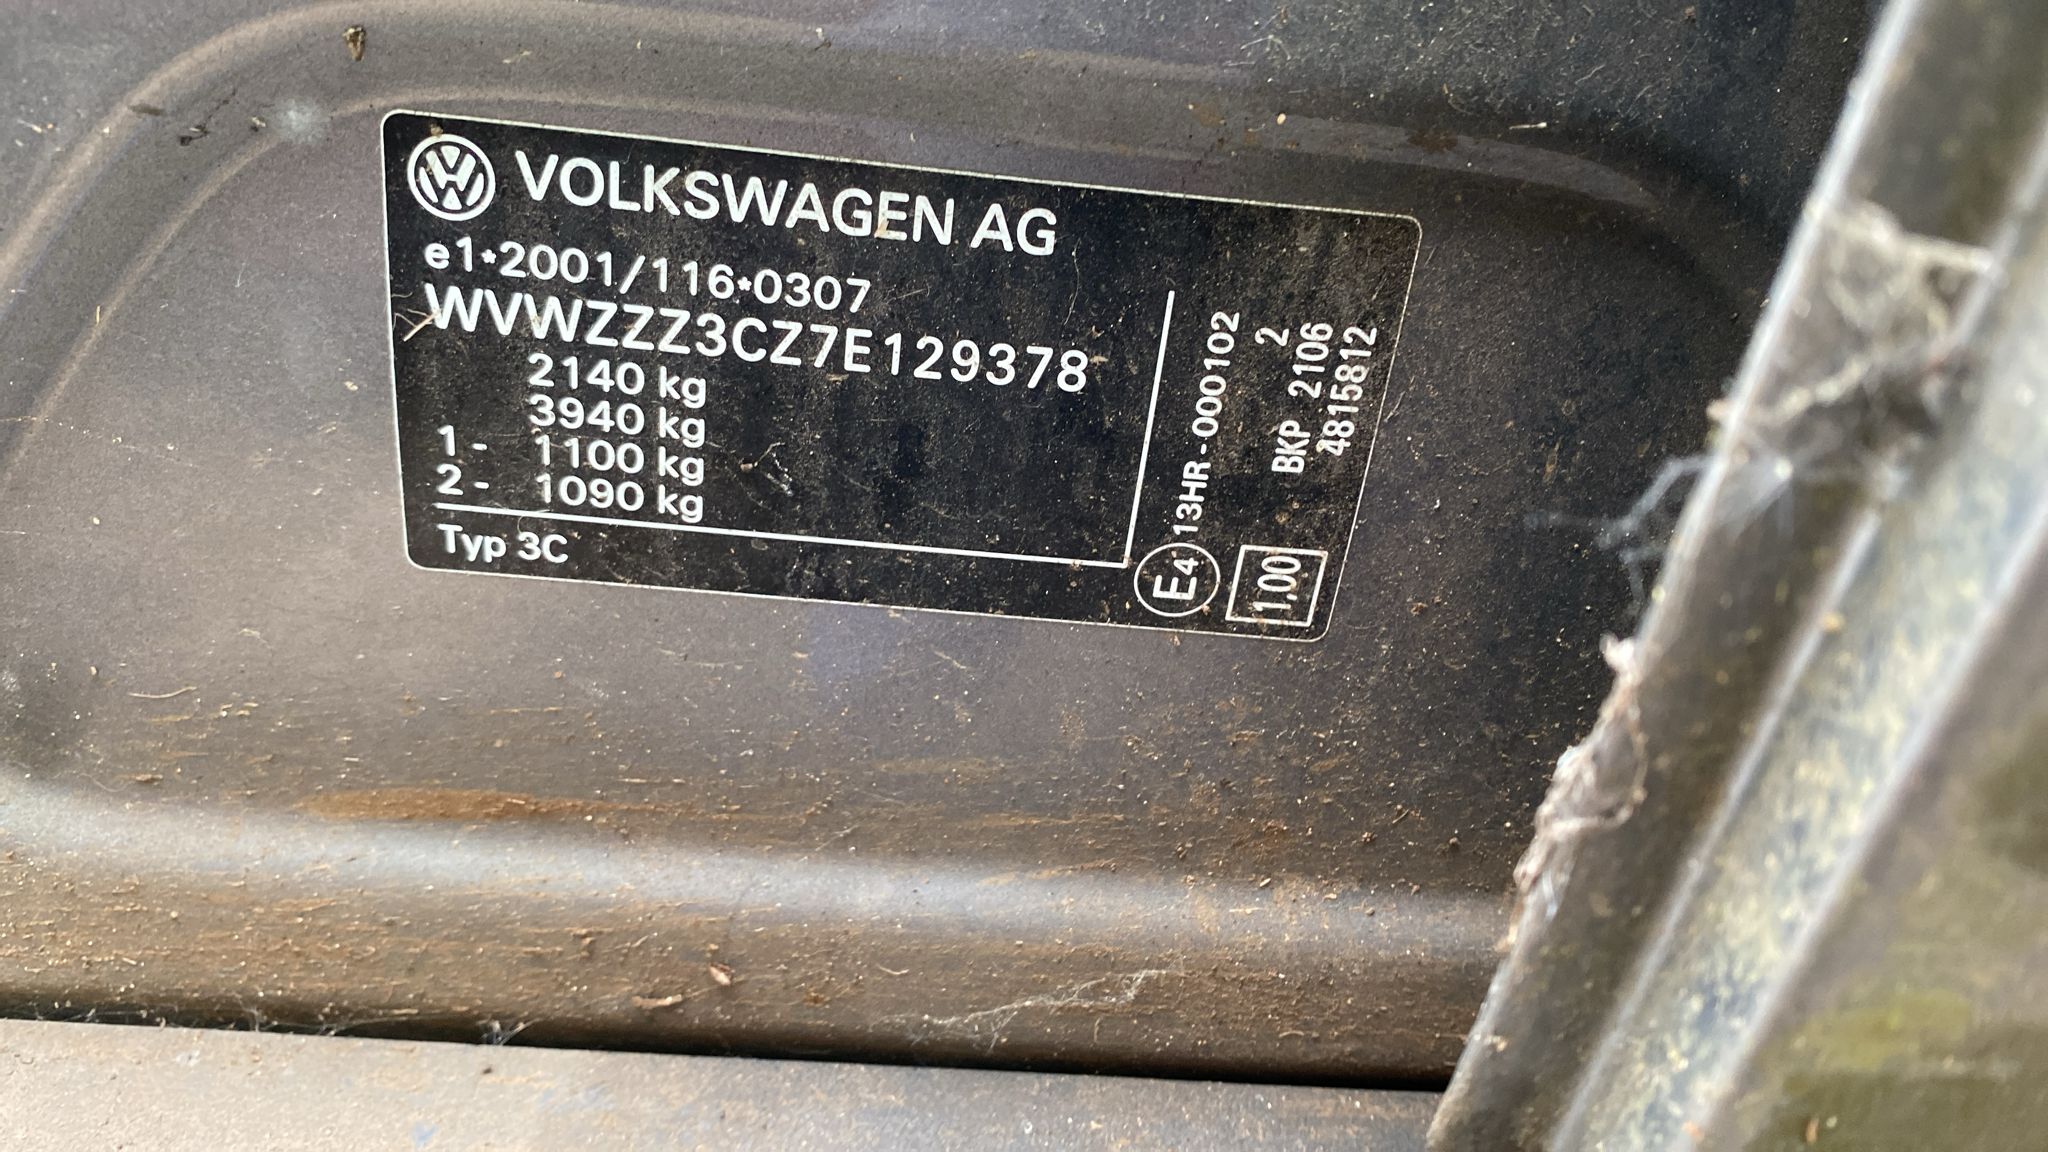 VOLKSWAGEN AG
e1*2001/116*0307
WVWZZZ3CZ7E129378
2140 kg
3940 kg
1- 1100 kg
2- 1090 kg
Typ 3C
E4 13HR-000102
2
BKP 2106
4815812
1,00